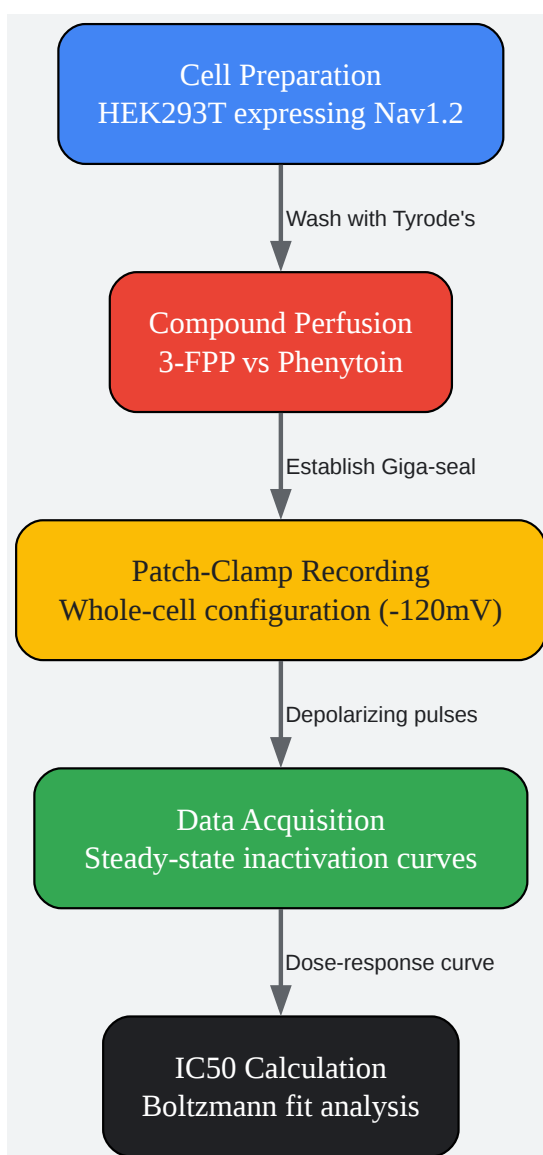 Cell Preparation
HEK293T expressing Nav1.2
Wash with Tyrode's
Compound Perfusion
3-FPP vs Phenytoin
Establish Giga-seal
Patch-Clamp Recording
Whole-cell configuration (-120mV)
Depolarizing pulses
Data Acquisition
Steady-state inactivation curves
Dose-response curve
IC50 Calculation
Boltzmann fit analysis